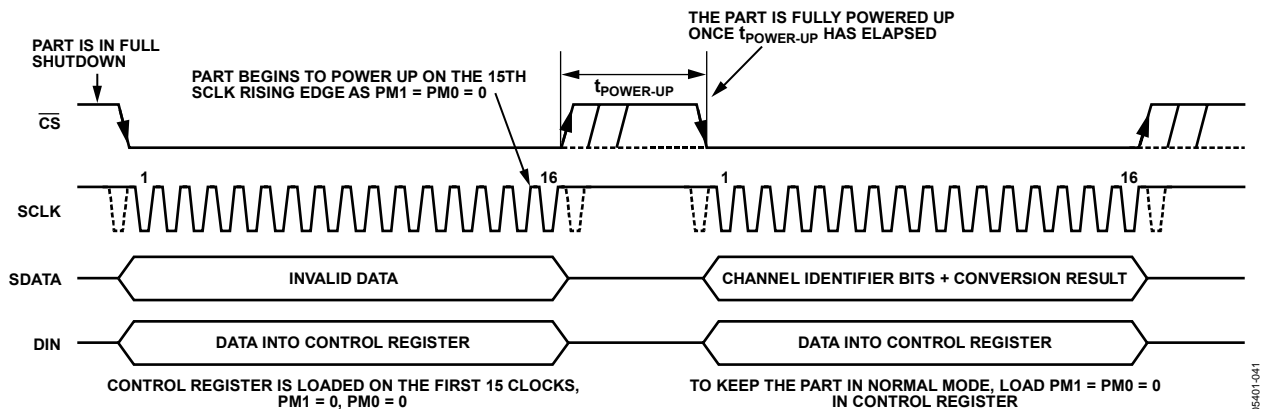 PART IS IN FULL
SHUTDOWN
THE PART IS FULLY POWERED UP
ONCE tPOWER-UP HAS ELAPSED
PART BEGINS TO POWER UP ON THE 15TH
SCLK RISING EDGE AS PM1 = PM0 = 0
tPOWER-UP
CS
1
16
1
16
SCLK
SDATA
INVALID DATA
CHANNEL IDENTIFIER BITS + CONVERSION RESULT
DIN
DATA INTO CONTROL REGISTER
DATA INTO CONTROL REGISTER
CONTROL REGISTER IS LOADED ON THE FIRST 15 CLOCKS,
PM1 = 0, PM0 = 0
TO KEEP THE PART IN NORMAL MODE, LOAD PM1 = PM0 = 0
IN CONTROL REGISTER
05401-041